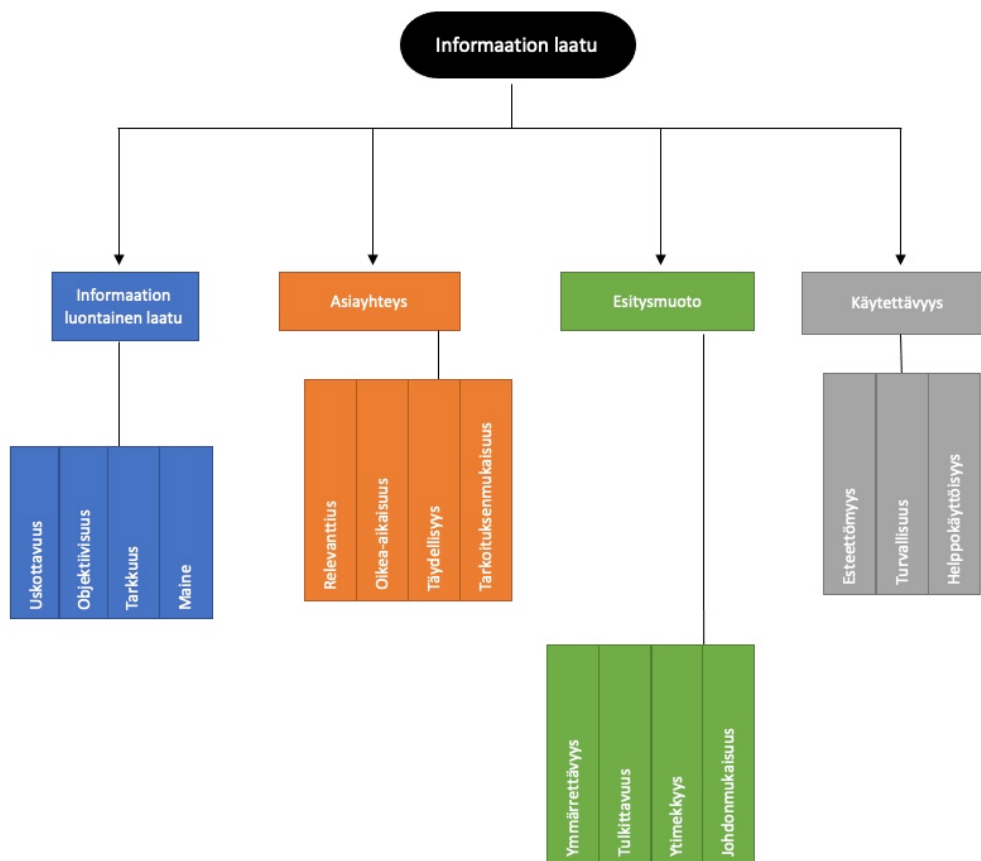 Informaation laatu
Informaation
luontainen laatu
Asiayhteys
Esitysmuoto
Käytettävyys
Uskottavuus
Objektiivisuus
Tarkkuus
Maine
Relevanttius
Oikea-aikaisuus
Täydellisyys
Tarkoituksenmukaisuus
Ymmärrettävyys
Tulkittavuus
Ytimekkyys
Johdonmukaisuus
Esteettömyys
Turvallisuus
Helppokäyttöisyys